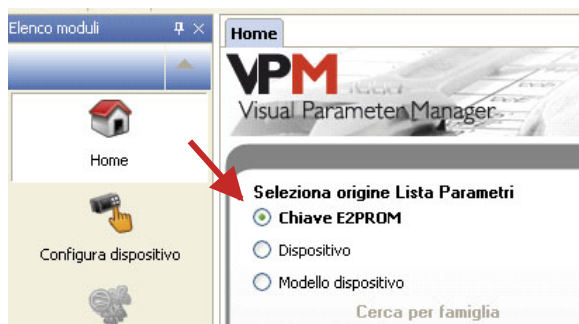 Elenco moduli
Home
Configura dispositivo
Home
VPM
Visual Parameter Manager
Seleziona origine Lista Parametri
Chiave E2PROM
Dispositivo
Modello dispositivo
Cerca per famiglia